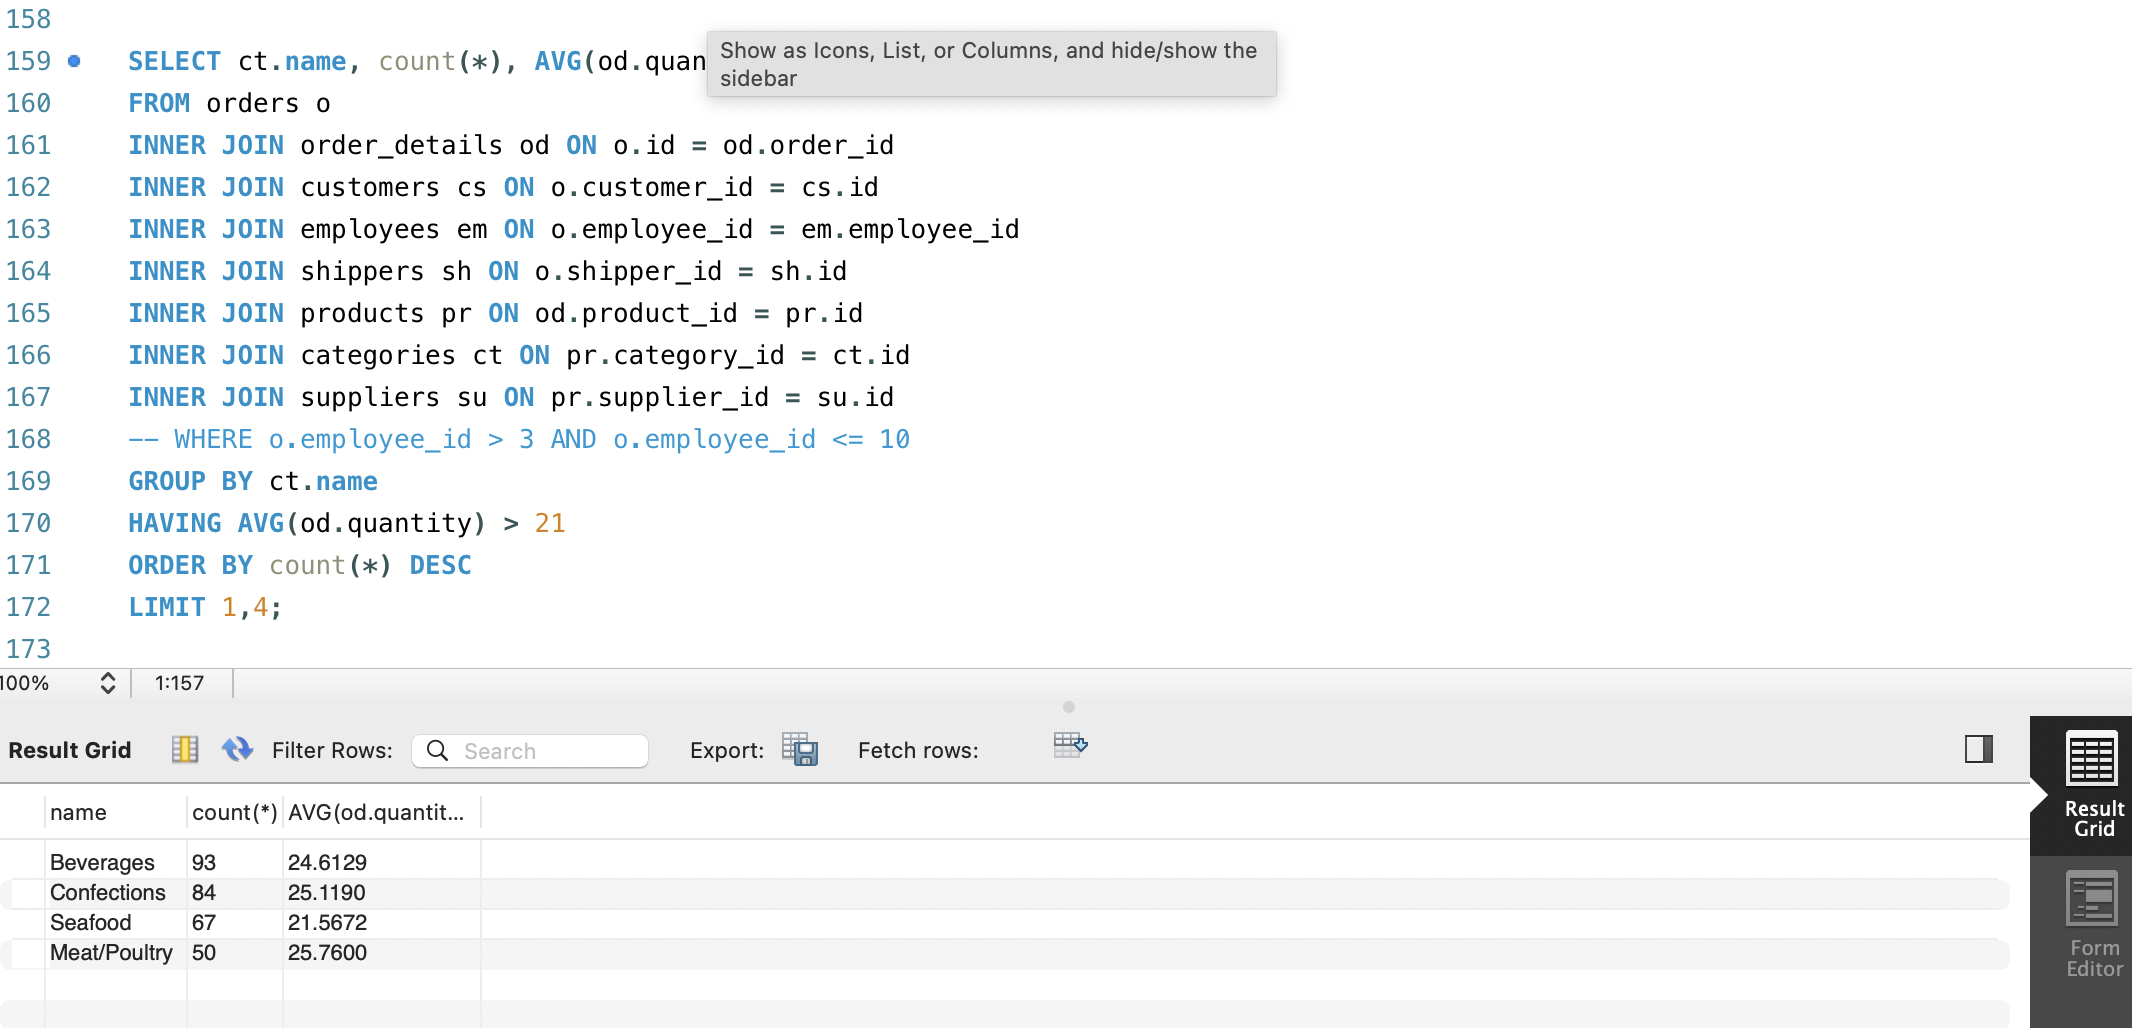 158
159 SELECT ct.name, count(*), AVG(od.quan
Show as Icons, List, or Columns, and hide/show the
sidebar
160 FROM orders o
161 INNER JOIN order_details od ON o.id = od.order_id
162 INNER JOIN customers cs ON o.customer_id = cs.id
163 INNER JOIN employees em ON o.employee_id = em.employee_id
164 INNER JOIN shippers sh ON o.shipper_id = sh.id
165 INNER JOIN products pr ON od.product_id = pr.id
166 INNER JOIN categories ct ON pr.category_id = ct.id
167 INNER JOIN suppliers su ON pr.supplier_id = su.id
168 -- WHERE o.employee_id > 3 AND o.employee_id <= 10
169 GROUP BY ct.name
170 HAVING AVG(od.quantity) > 21
171 ORDER BY count(*) DESC
172 LIMIT 1,4;
173
100% 1:157
Result Grid Filter Rows: Search Export: Fetch rows:
name count(*) AVG(od.quantit...
Beverages 93 24.6129
Confections 84 25.1190
Seafood 67 21.5672
Meat/Poultry 50 25.7600
Result
Grid
Form
Editor